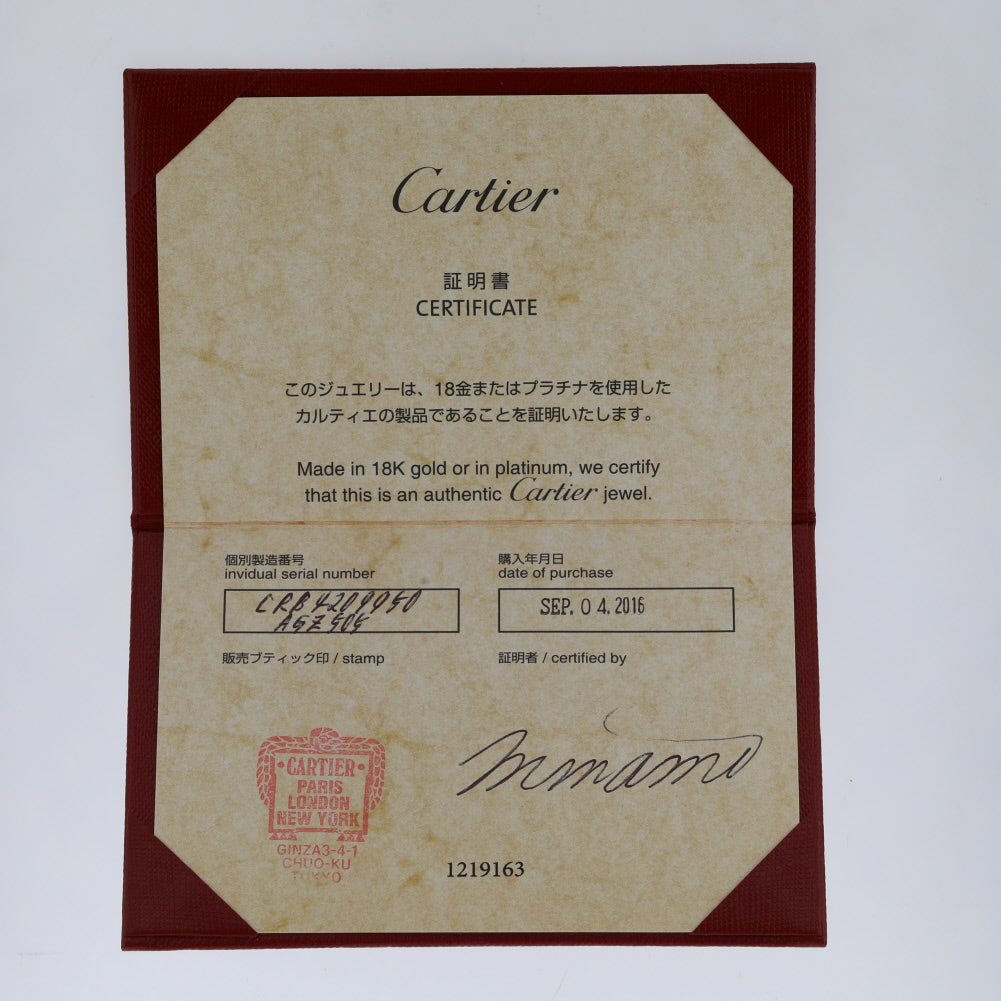 Cartier
証明書
CERTIFICATE
このジュエリーは、18金またはプラチナを使用した
カルティエの製品であることを証明いたします。
Made in 18K gold or in platinum, we certify
that this is an authentic Cartier jewel.
個別製造番号
invidual serial number
CRB4209950
購入年月日
date of purchase
SEP. 04. 2016
販売ブティック印 / stamp
証明者 / certified by
CARTIER
PARIS
LONDON
NEW YORK
GINZA3-4-1
CHUO-KU
TOKYO
1219163